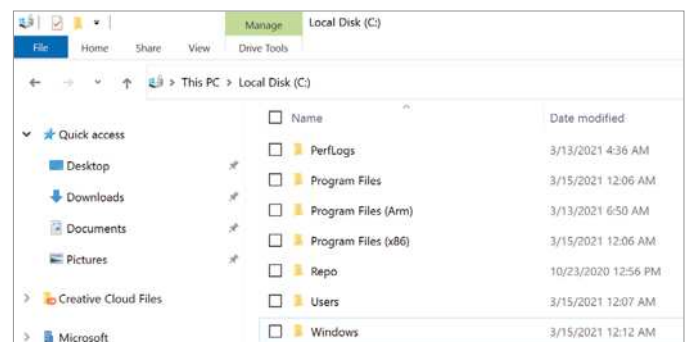 Manage Local Disk (C:)
File Home Share View Drive Tools
This PC > Local Disk (C:)
Name Date modified
Quick access
PerfLogs 3/13/2021 4:36 AM
Desktop
Program Files 3/15/2021 12:06 AM
Downloads
Program Files (Arm) 3/13/2021 6:50 AM
Documents
Program Files (x86) 3/15/2021 12:06 AM
Pictures
Repo 10/23/2020 12:56 PM
Creative Cloud Files
Users 3/15/2021 12:07 AM
Windows 3/15/2021 12:12 AM
Microsoft